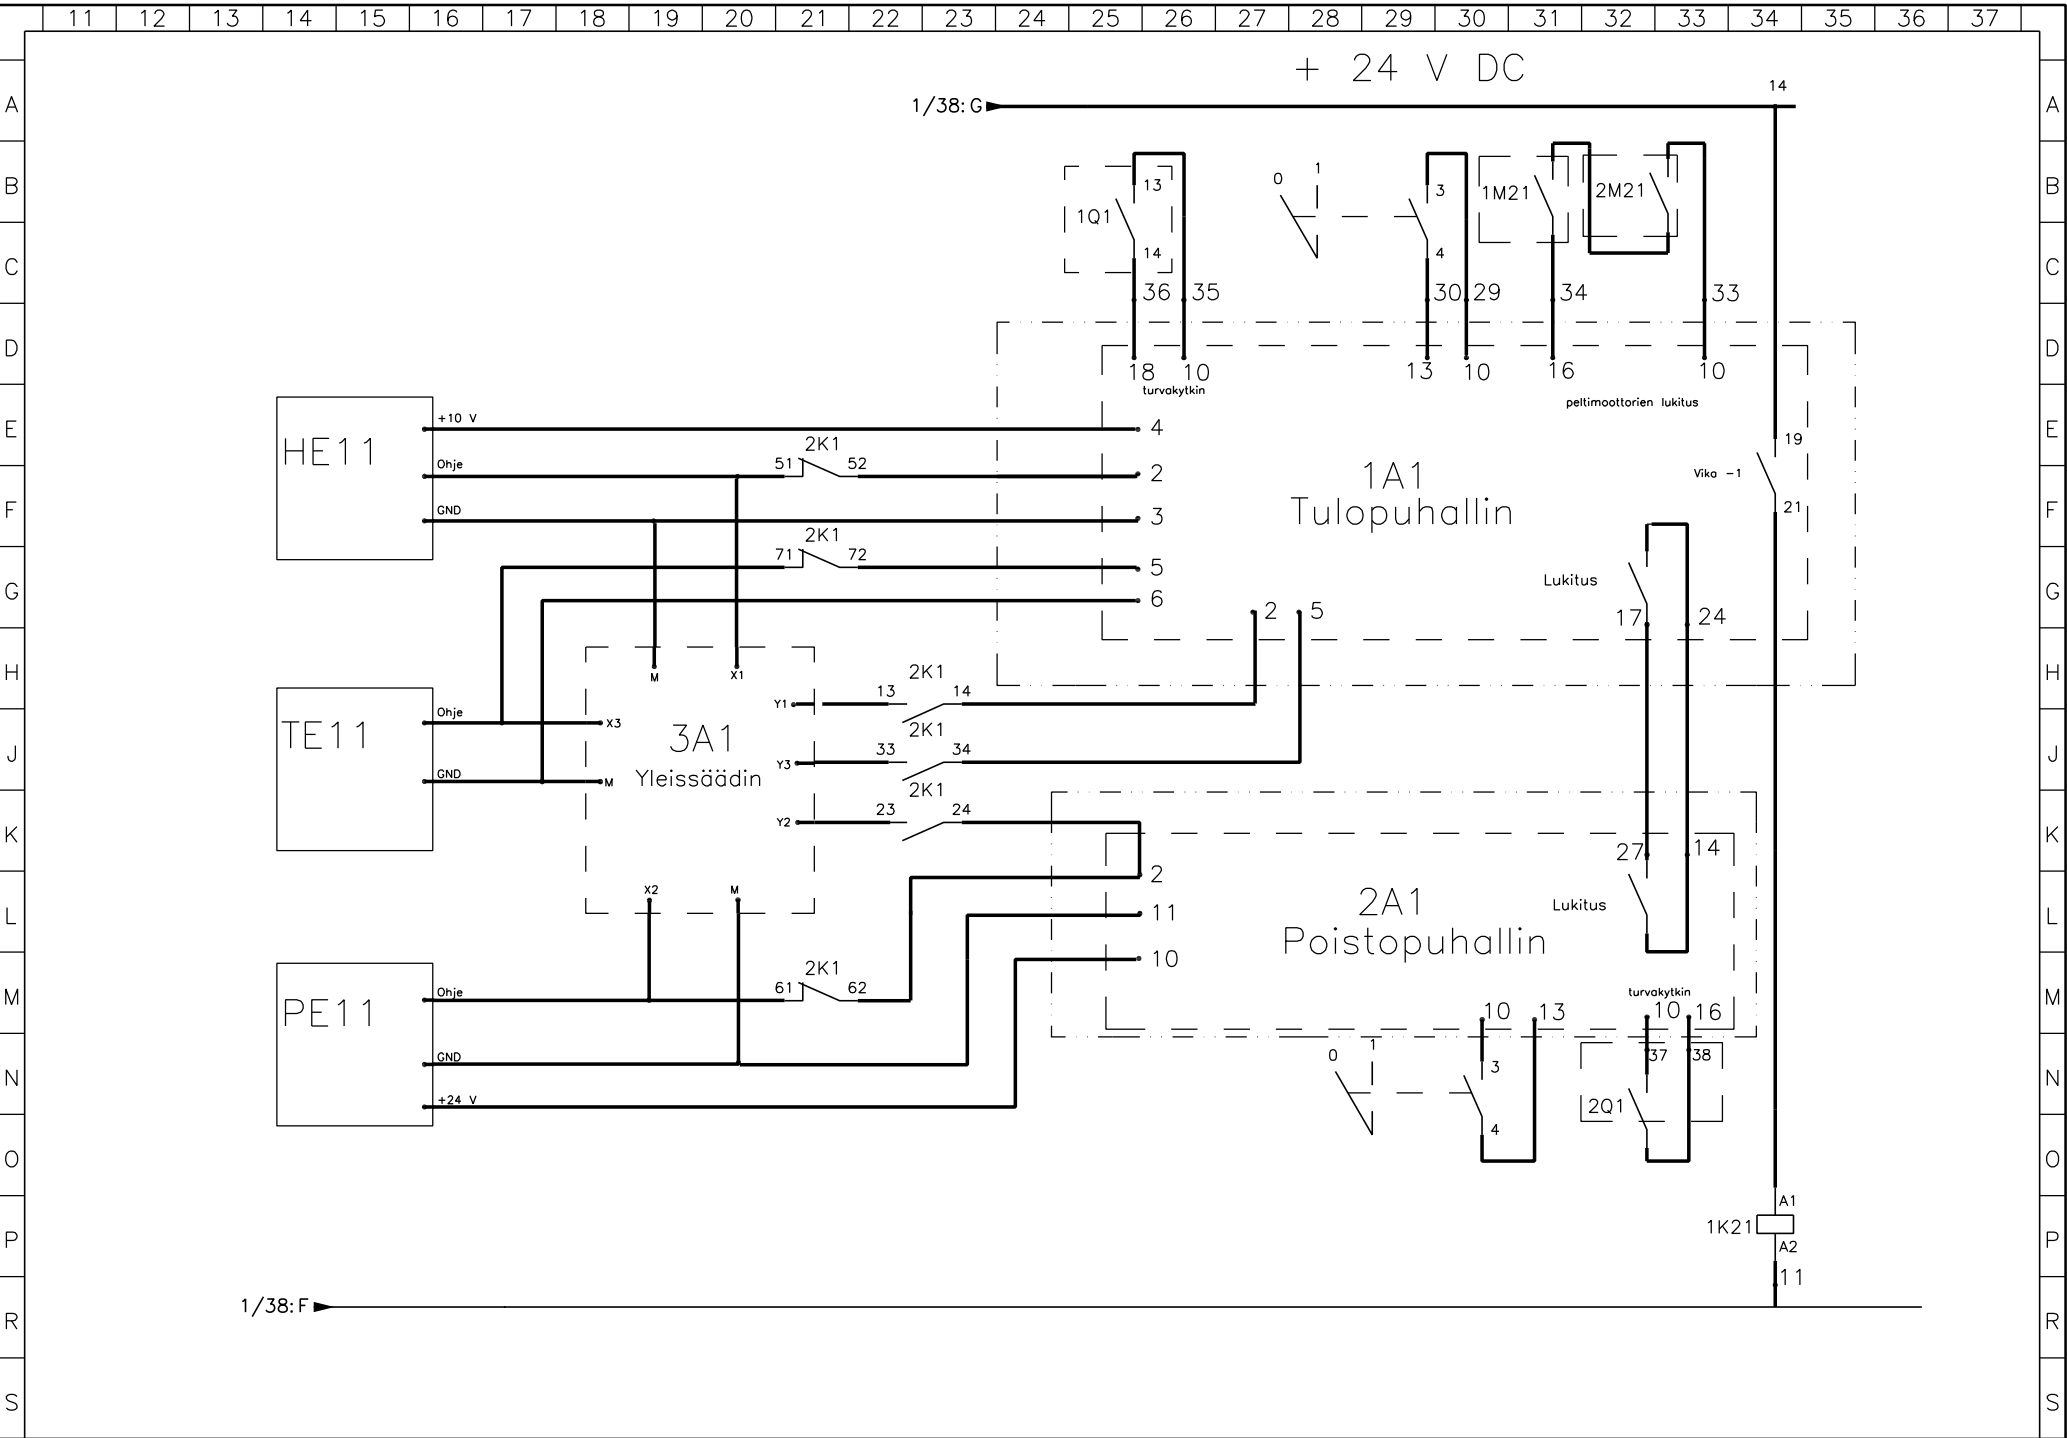 11 12 13 14 15 16 17 18 19 20 21 22 23 24 25 26 27 28 29 30 31 32 33 34 35 36 37
+ 24 V DC
14
A 1/38:G A
B 13 0 1 3 1M21 2M21 B
1Q1
14 4
C C
36 35 30 29 34 33
D D
18 10 13 10 16 10
turvakytkin
peltimoottorien lukitus
+10 V
E 4 E
HE11 2K1 19
Ohje 51 52 2
1A1 Vika -1
Tulopuhallin
GND 3 21
F F
2K1
71 72 5
Lukitus
G 6 G
2 5 17 24
H M X1 2K1 H
13 14
Y1
Ohje X3
TE11 3A1 2K1
33 34
J Y3 J
GND M Yleissäädin
2K1
23 24
Y2
K K
27 14
2
X2 M
2A1 Lukitus
L 11 L
Poistopuhallin
10
2K1
Ohje 61 62
turvakytkin
M M
PE11 10 13 10 16
GND 0 1 37 38
3
N N
+24 V 2Q1
4
O O
A1
1K21
P A2 P
11
1/38:F
R R
S S